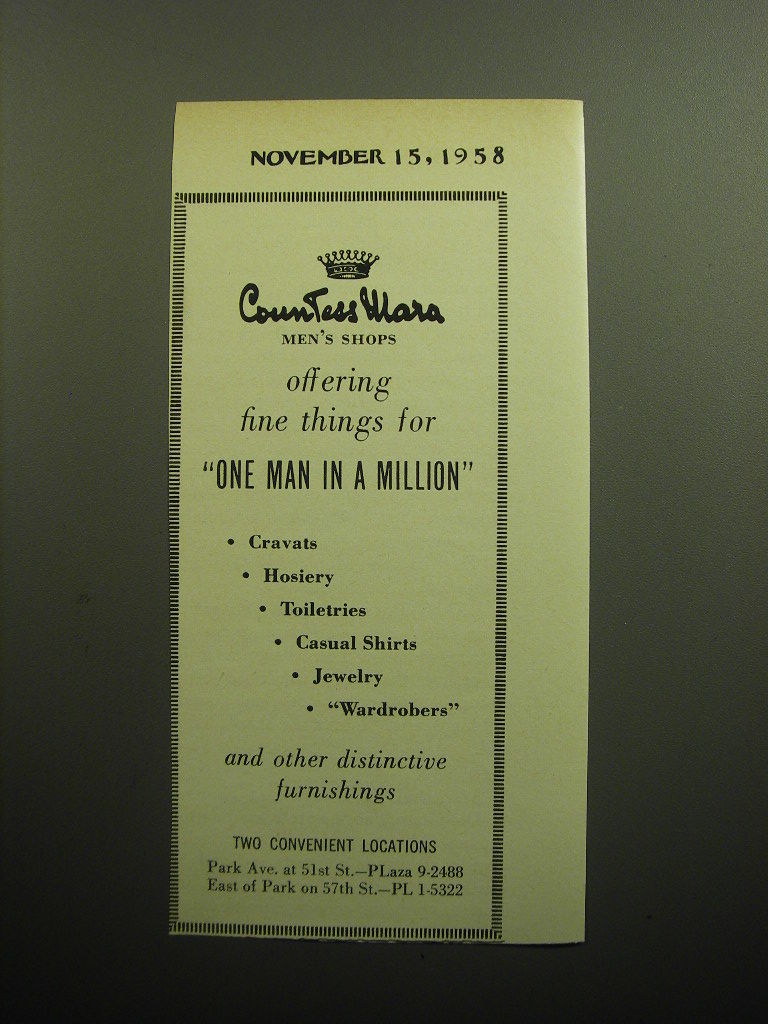 NOVEMBER 15, 1958
Countess Mara
MEN'S SHOPS
offering
fine things for
"ONE MAN IN A MILLION"
• Cravats
• Hosiery
• Toiletries
• Casual Shirts
• Jewelry
• "Wardrobers"
and other distinctive
furnishings
TWO CONVENIENT LOCATIONS
Park Ave. at 51st St.—PLaza 9-2488
East of Park on 57th St.—PL 1-5322